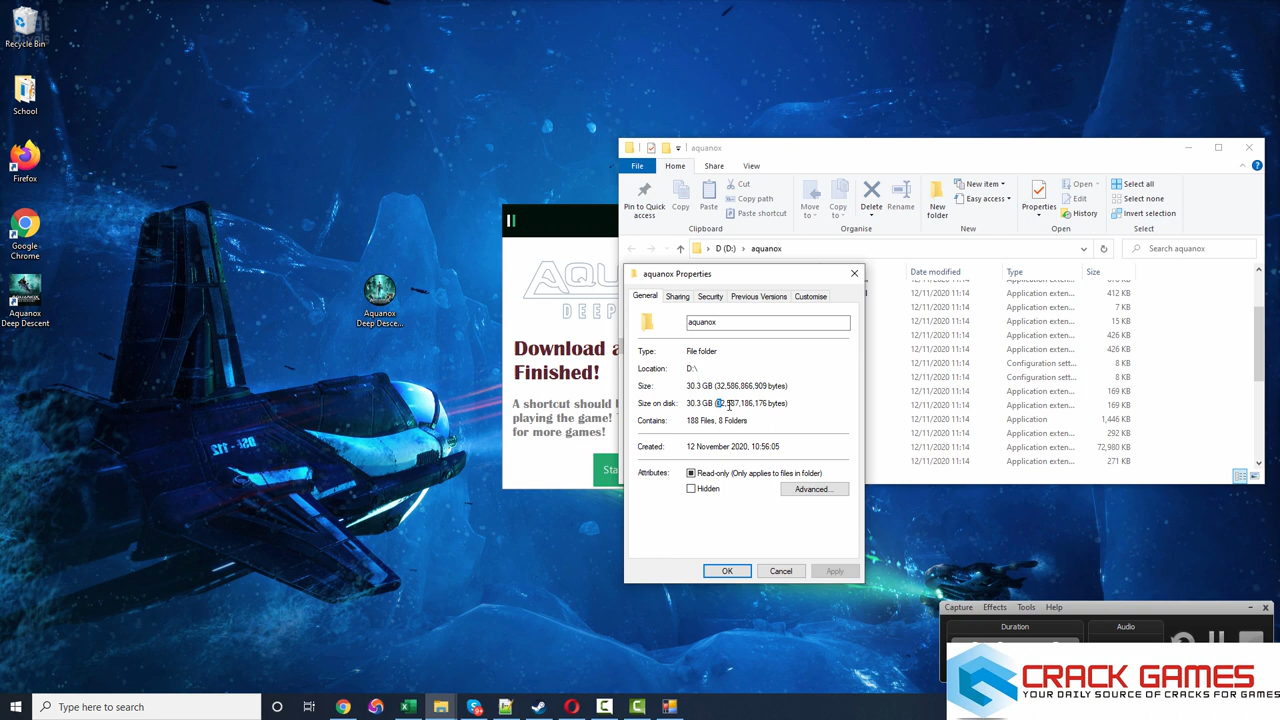 Recycle Bin
School
Firefox
Google
Chrome
Aquanox
Deep Descent
Aquanox
Deep Desce...
DSF - 112
AQU
DEEP
Download a
Finished!
A shortcut should b
playing the game! T
for more games!
Sta
aquanox
File
Home
Share
View
Pin to Quick
access
Copy
Paste
Cut
Copy path
Paste shortcut
Clipboard
Move
to
Copy
to
Delete
Rename
Organise
New
folder
New item
Easy access
New
Properties
Open
Edit
History
Open
Select all
Select none
Invert selection
Select
D (D:)
aquanox
Search aquanox
Date modified
Type
Size
12/11/2020 11:14 Application exten... 412 KB
12/11/2020 11:14 Application exten... 7 KB
12/11/2020 11:14 Application exten... 15 KB
12/11/2020 11:14 Application exten... 426 KB
12/11/2020 11:14 Application exten... 426 KB
12/11/2020 11:14 Configuration sett... 8 KB
12/11/2020 11:14 Configuration sett... 8 KB
12/11/2020 11:14 Application exten... 169 KB
12/11/2020 11:14 Application exten... 169 KB
12/11/2020 11:14 Application 1,446 KB
12/11/2020 11:14 Application exten... 292 KB
12/11/2020 11:14 Application exten... 72,980 KB
12/11/2020 11:14 Application exten... 271 KB
aquanox Properties
General
Sharing
Security
Previous Versions
Customise
aquanox
Type: File folder
Location: D:\
Size: 30.3 GB (32,586,866,909 bytes)
Size on disk: 30.3 GB (32,587,186,176 bytes)
Contains: 188 Files, 8 Folders
Created: 12 November 2020, 10:56:05
Attributes: Read-only (Only applies to files in folder)
Hidden
Advanced...
OK
Cancel
Apply
Capture
Effects
Tools
Help
Duration
Audio
CRACK GAMES
YOUR DAILY SOURCE OF CRACKS FOR GAMES
Type here to search